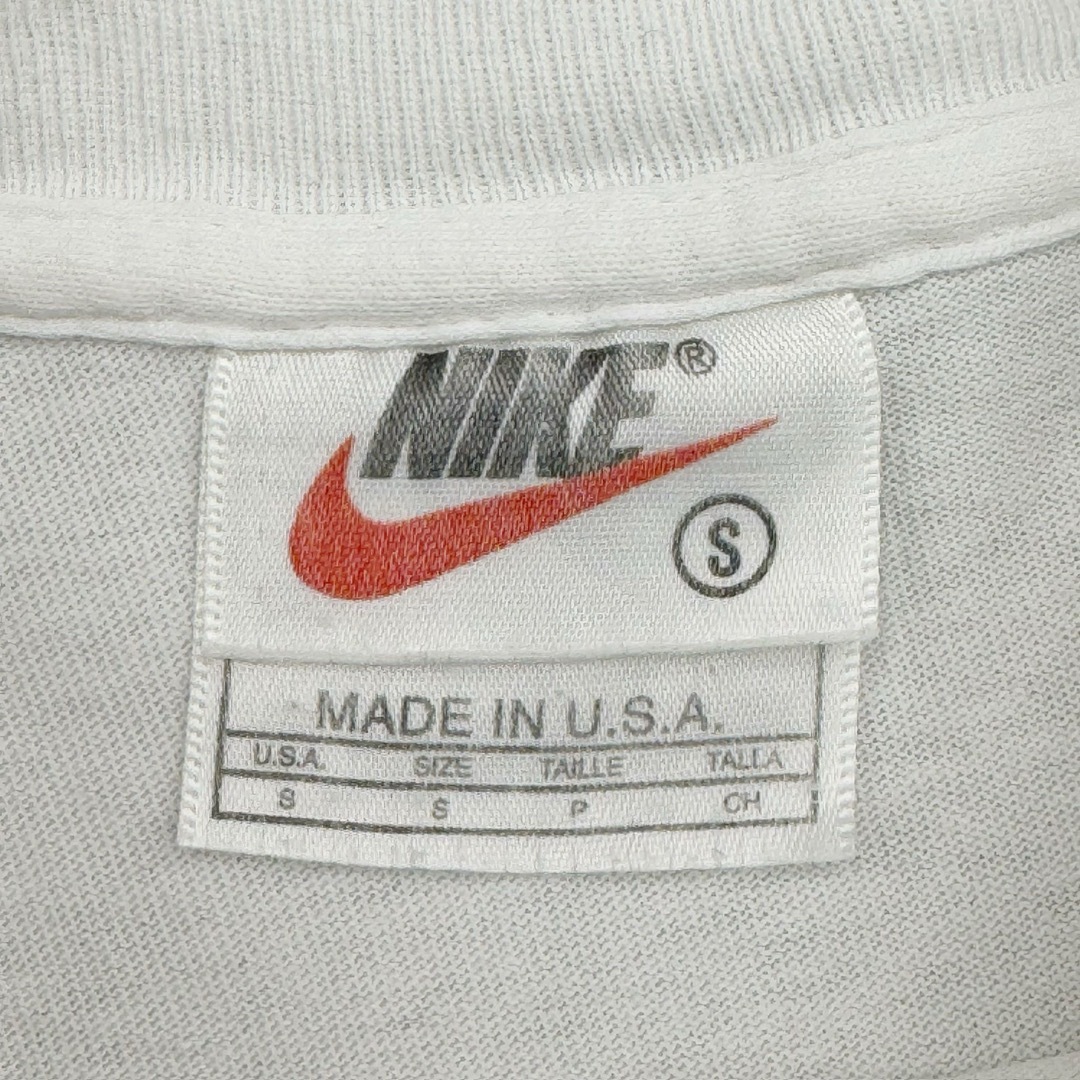 NIKE®
S
MADE IN U.S.A.
U.S.A. SIZE TAILLE TALLA
S S P CH